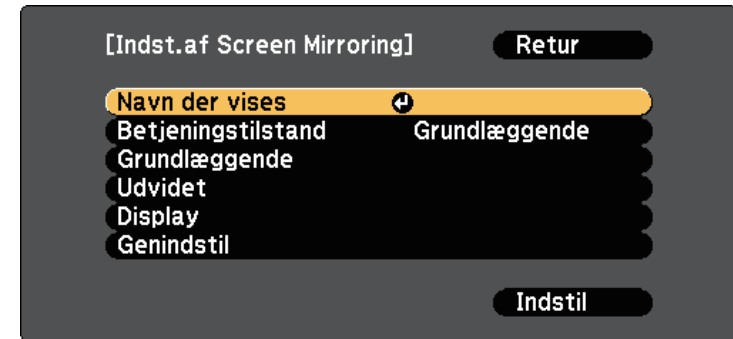 [Indst.af Screen Mirroring] Retur
Navn der vises
Betjeningstilstand Grundlæggende
Grundlæggende
Udvidet
Display
Genindstil
Indstil